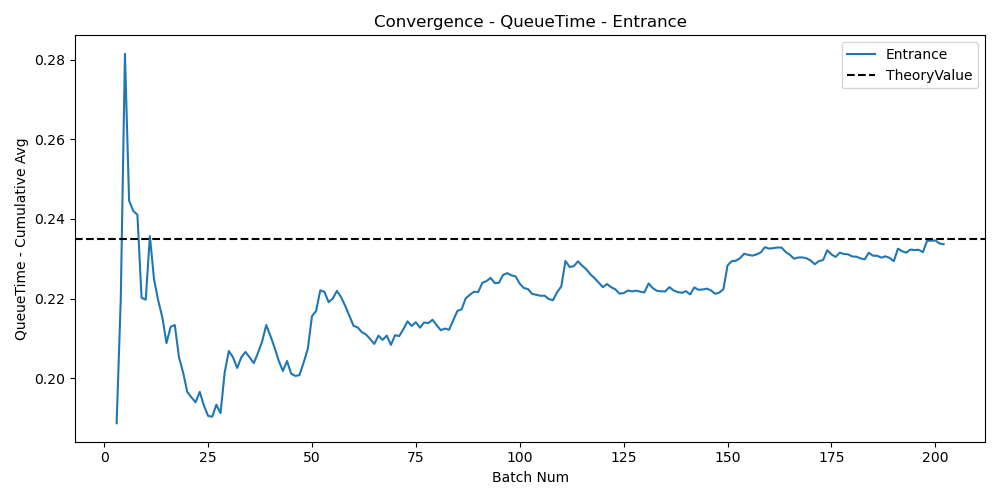 Convergence - QueueTime - Entrance
Entrance
TheoryValue
QueueTime - Cumulative Avg
0.28
0.26
0.24
0.22
0.20
0
25
50
75
100
125
150
175
200
Batch Num